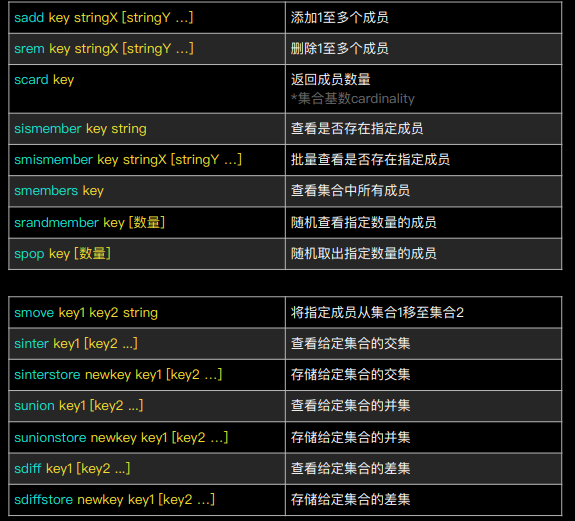 sadd key stringX [stringY …] 添加1至多个成员
srem key stringX [stringY …] 删除1至多个成员
scard key 返回成员数量
*集合基数cardinality
sismember key string 查看是否存在指定成员
smismember key stringX [stringY …] 批量查看是否存在指定成员
smembers key 查看集合中所有成员
srandmember key [数量] 随机查看指定数量的成员
spop key [数量] 随机取出指定数量的成员
smove key1 key2 string 将指定成员从集合1移至集合2
sinter key1 [key2 ...] 查看给定集合的交集
sinterstore newkey key1 [key2 …] 存储给定集合的交集
sunion key1 [key2 ...] 查看给定集合的并集
sunionstore newkey key1 [key2 …] 存储给定集合的并集
sdiff key1 [key2 ...] 查看给定集合的差集
sdiffstore newkey key1 [key2 …] 存储给定集合的差集